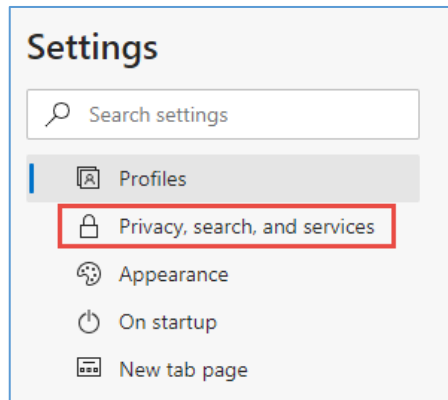 Settings
Search settings
Profiles
Privacy, search, and services
Appearance
On startup
New tab page